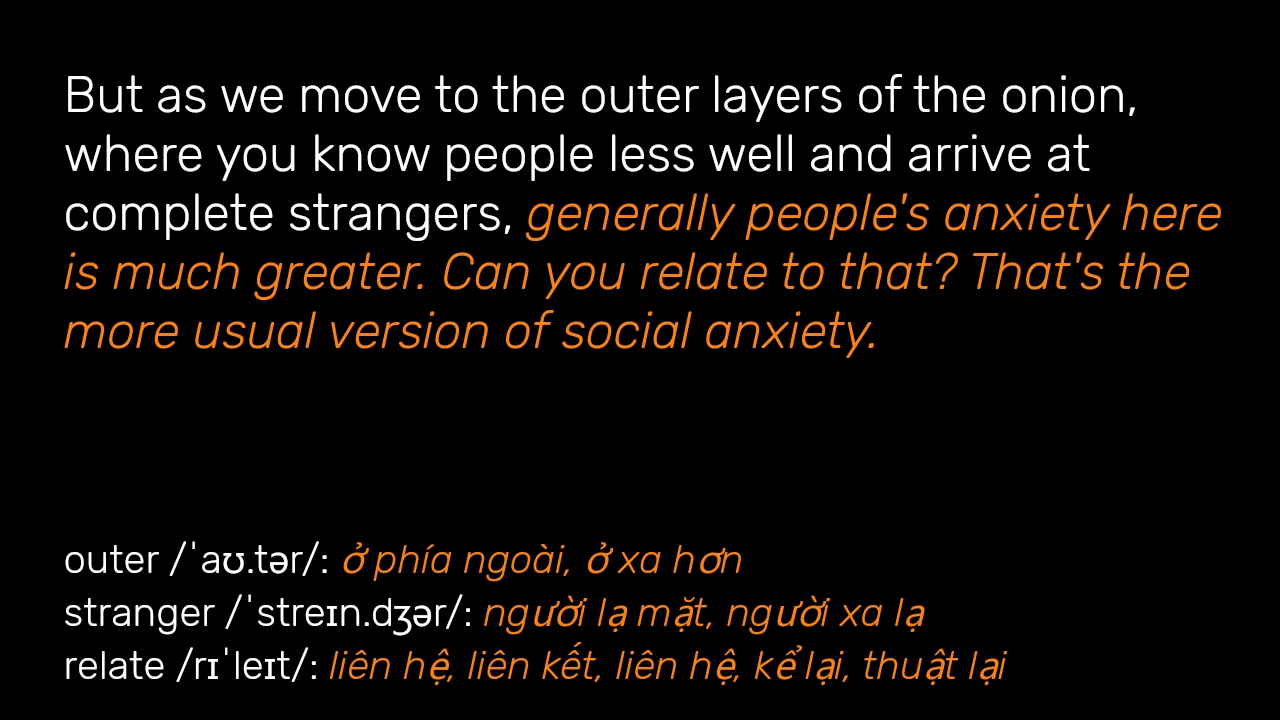 But as we move to the outer layers of the onion,
where you know people less well and arrive at
complete strangers, generally people's anxiety here
is much greater. Can you relate to that? That's the
more usual version of social anxiety.
outer /ˈaʊ.tər/: ở phía ngoài, ở xa hơn
stranger /ˈstreɪn.dʒər/: người lạ mặt, người xa lạ
relate /rɪˈleɪt/: liên hệ, liên kết, liên hệ, kể lại, thuật lại